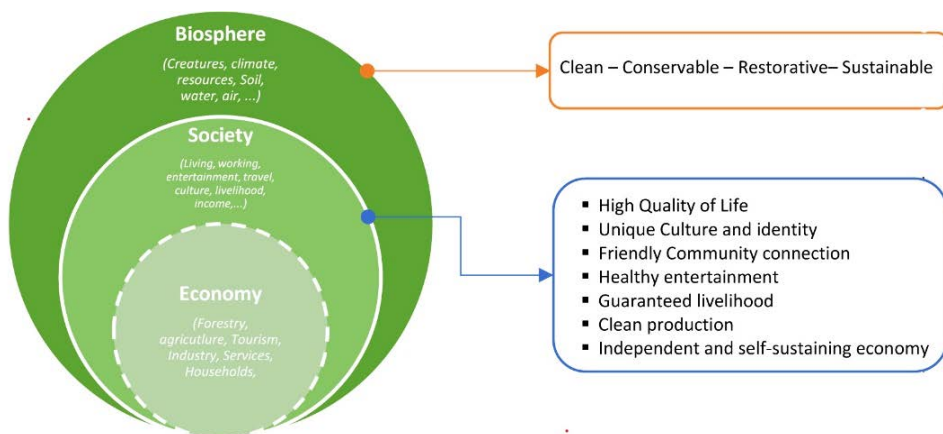 Biosphere
(Creatures, climate,
resources, Soil,
water, air, ...)
Society
(Living, working,
entertainment, travel,
culture, livelihood,
income,...)
Economy
(Forestry,
agricutlure, Tourism,
Industry, Services,
Households,
Clean – Conservable – Restorative– Sustainable
▪ High Quality of Life
▪ Unique Culture and identity
▪ Friendly Community connection
▪ Healthy entertainment
▪ Guaranteed livelihood
▪ Clean production
▪ Independent and self-sustaining economy